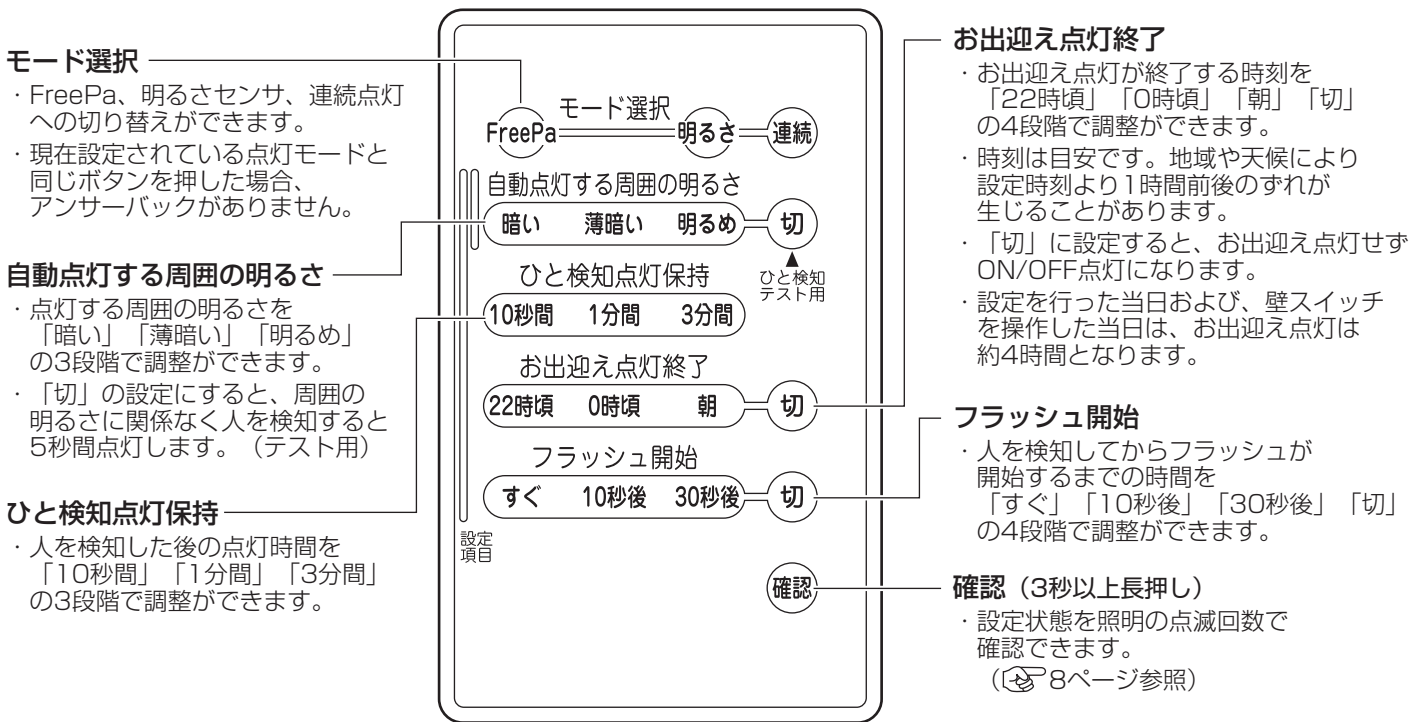 モード選択
・FreePa、明るさセンサ、連続点灯
への切り替えができます。
・現在設定されている点灯モードと
同じボタンを押した場合、
アンサーバックがありません。
自動点灯する周囲の明るさ
・点灯する周囲の明るさを
「暗い」「薄暗い」「明るめ」
の3段階で調整ができます。
・「切」の設定にすると、周囲の
明るさに関係なく人を検知すると
5秒間点灯します。（テスト用）
ひと検知点灯保持
・人を検知した後の点灯時間を
「10秒間」「1分間」「3分間」
の3段階で調整ができます。
モード選択
FreePa 明るさ 連続
自動点灯する周囲の明るさ
暗い 薄暗い 明るめ 切
▲
ひと検知
テスト用
ひと検知点灯保持
10秒間 1分間 3分間
お出迎え点灯終了
22時頃 0時頃 朝 切
フラッシュ開始
すぐ 10秒後 30秒後 切
設定
項目
確認
お出迎え点灯終了
・お出迎え点灯が終了する時刻を
「22時頃」「0時頃」「朝」「切」
の4段階で調整ができます。
・時刻は目安です。地域や天候により
設定時刻より1時間前後のずれが
生じることがあります。
・「切」に設定すると、お出迎え点灯せず
ON/OFF点灯になります。
・設定を行った当日および、壁スイッチ
を操作した当日は、お出迎え点灯は
約4時間となります。
フラッシュ開始
・人を検知してからフラッシュが
開始するまでの時間を
「すぐ」「10秒後」「30秒後」「切」
の4段階で調整ができます。
確認（3秒以上長押し）
・設定状態を照明の点滅回数で
確認できます。
（☞8ページ参照）